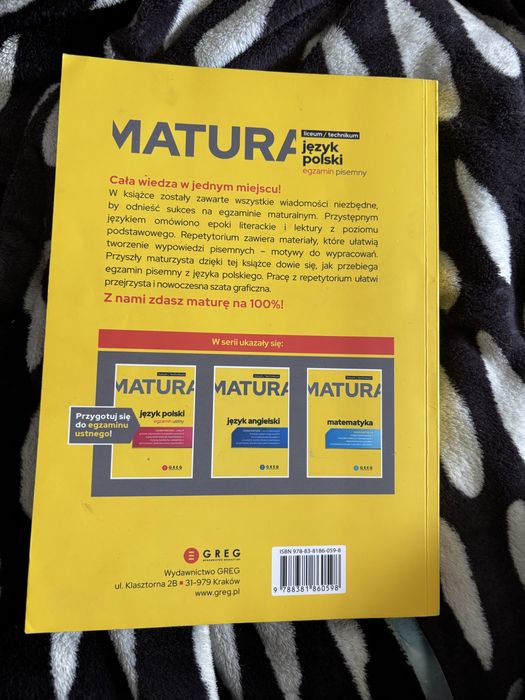 MATURA
liceum / technikum
język
polski
egzamin pisemny
Cała wiedza w jednym miejscu!
W książce zostały zawarte wszystkie wiadomości niezbędne,
by odnieść sukces na egzaminie maturalnym. Przystępnym
językiem omówiono epoki literackie i lektury z poziomu
podstawowego. Repetytorium zawiera materiały, które ułatwią
tworzenie wypowiedzi pisemnych – motywy do wypracowań.
Przyszły maturzysta dzięki tej książce dowie się, jak przebiega
egzamin pisemny z języka polskiego. Pracę z repetytorium ułatwi
przejrzysta i nowoczesna szata graficzna.
Z nami zdasz maturę na 100%!
W serii ukazały się:
MATURA
język polski
egzamin ustny
Przygotuj się
do egzaminu
ustnego!
GREG
MATURA
język angielski
GREG
MATURA
matematyka
GREG
GREG
Wydawnictwo GREG
ul. Klasztorna 2B ▪ 31-979 Kraków
www.greg.pl
ISBN 978-83-8186-059-8
9 788381 860598